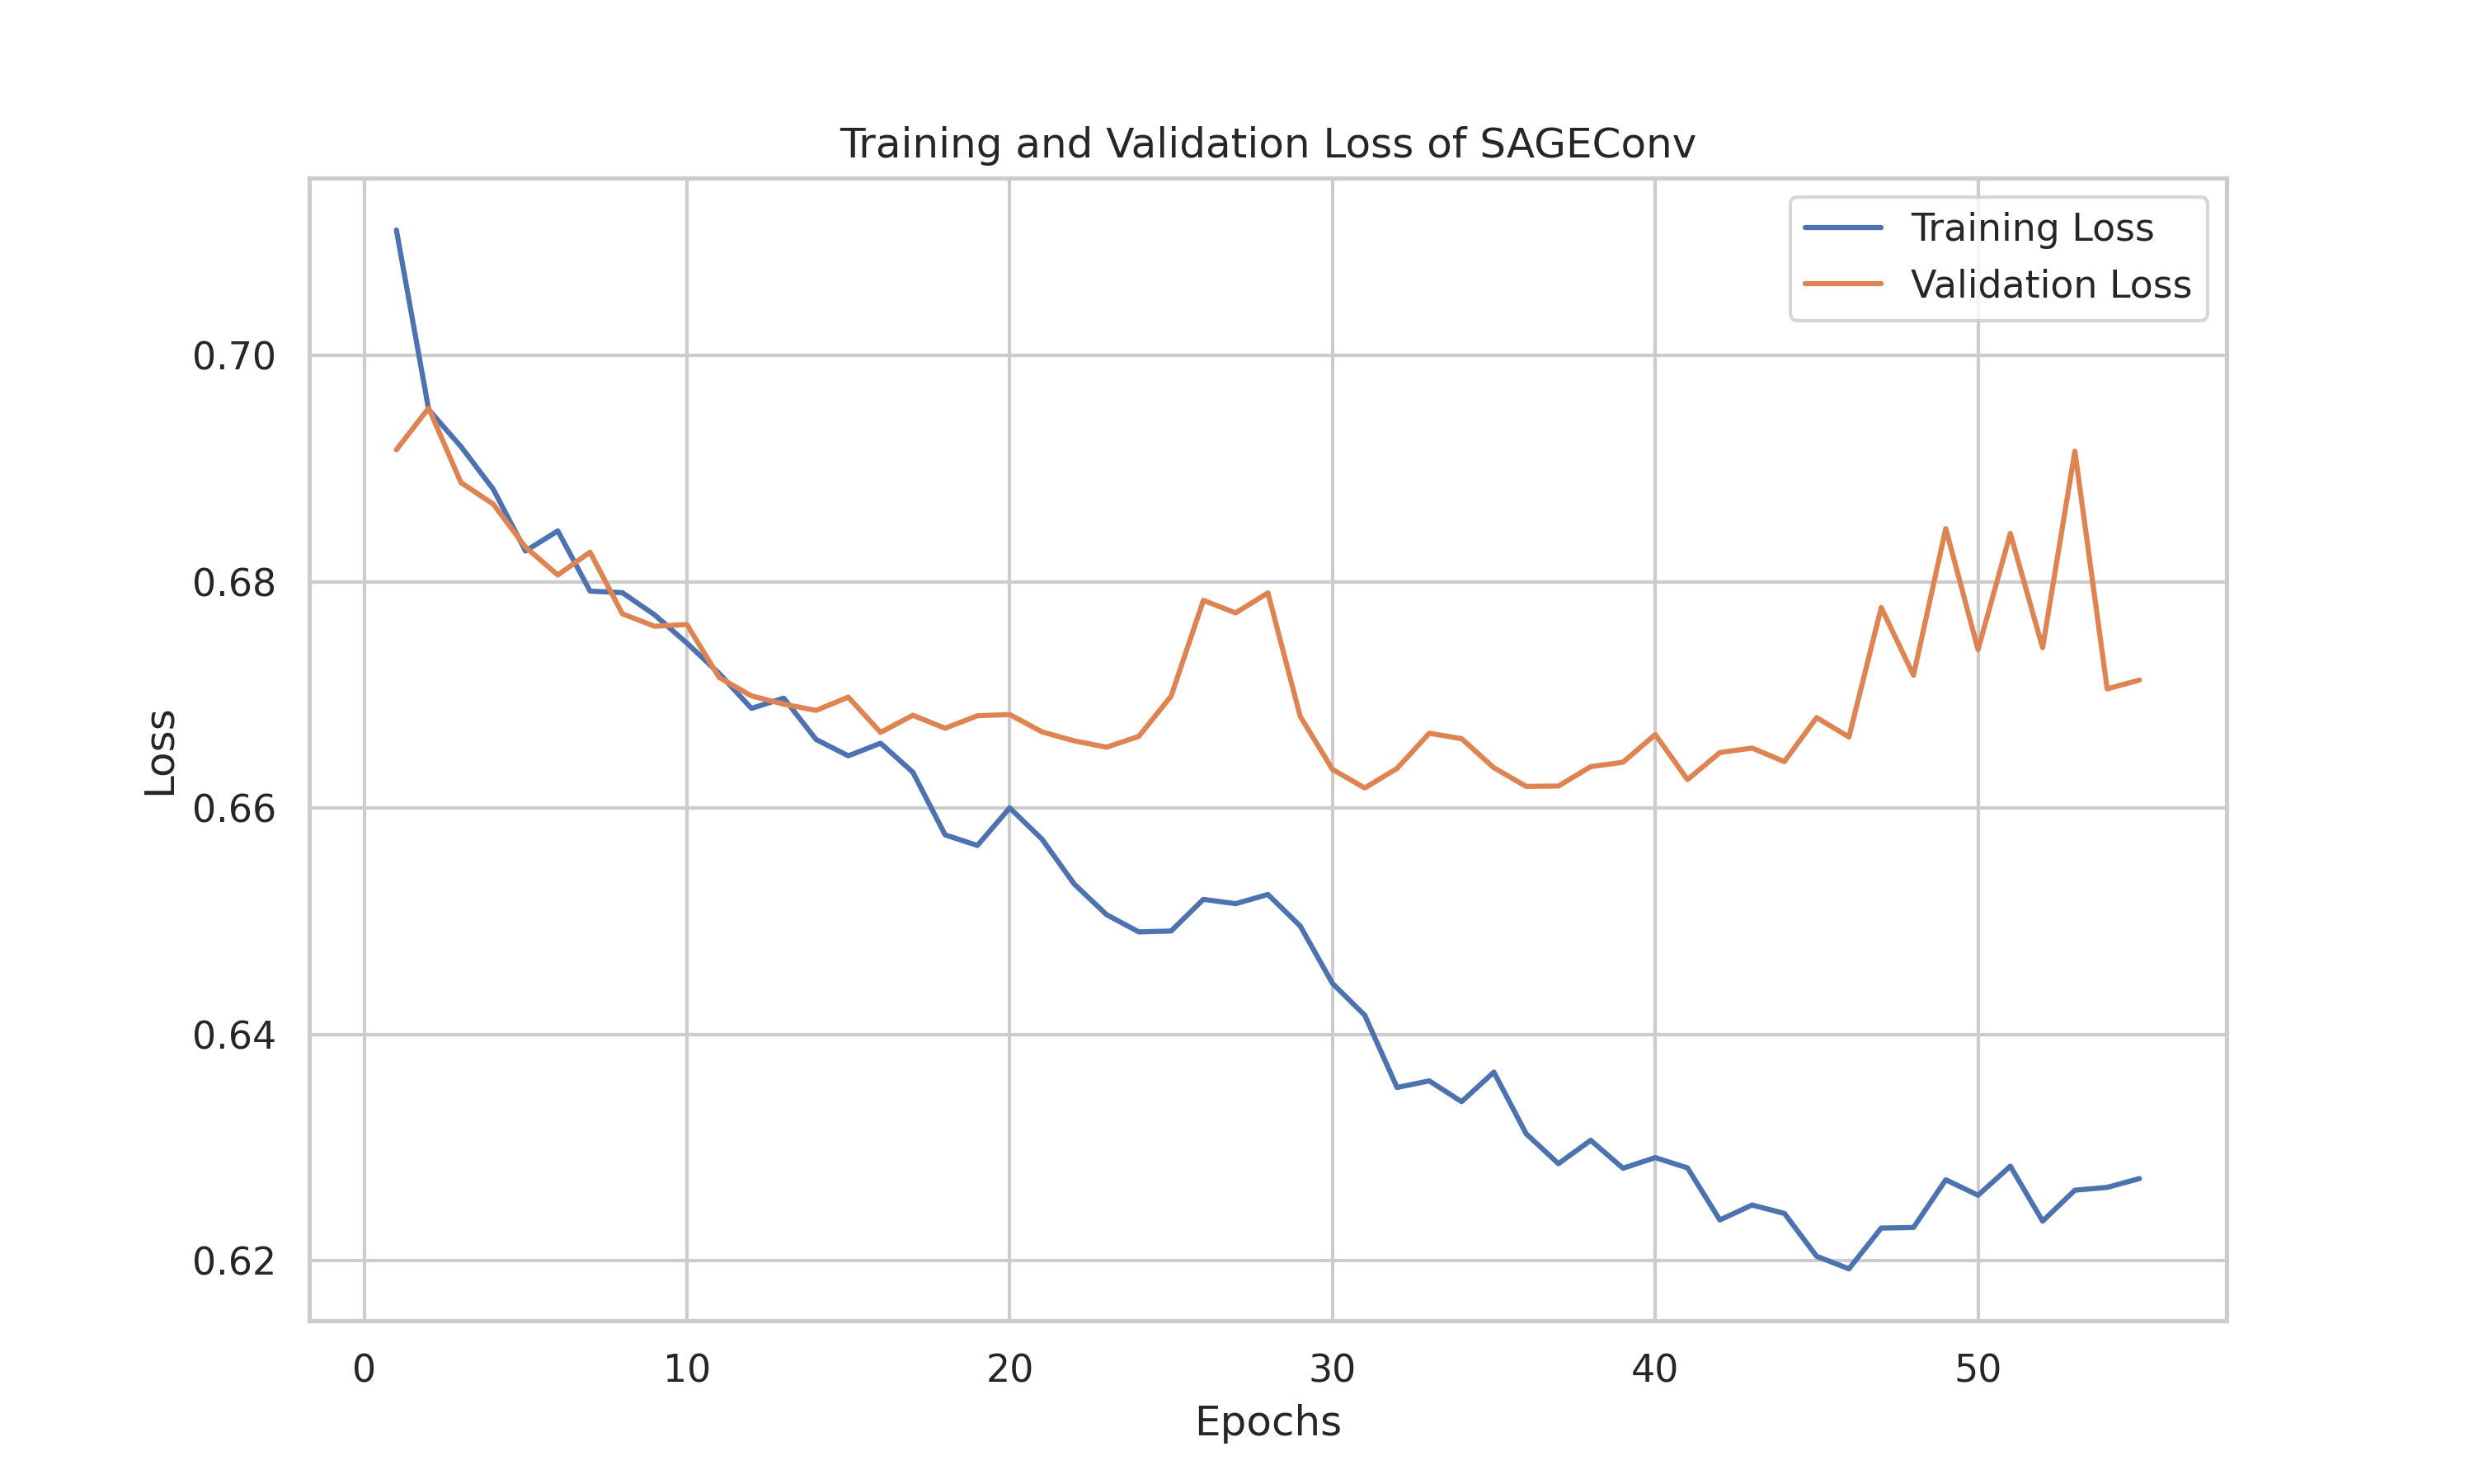 Training and Validation Loss of SAGEConv
Training Loss
Validation Loss
0.70
0.68
0.66
0.64
0.62
Loss
0 10 20 30 40 50
Epochs